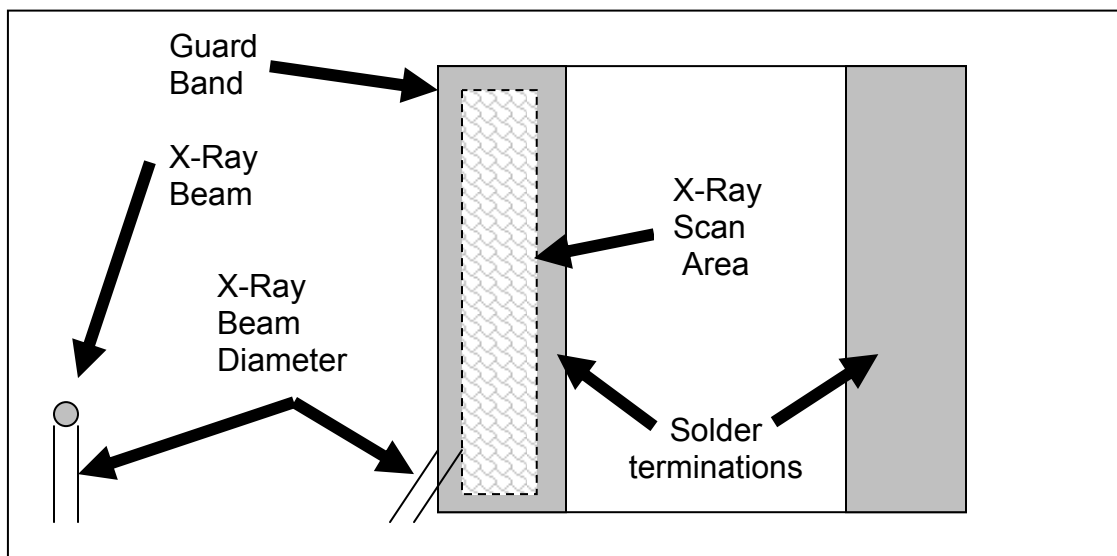 Guard
Band
X-Ray
Beam
X-Ray
Scan
Area
X-Ray
Beam
Diameter
Solder
terminations